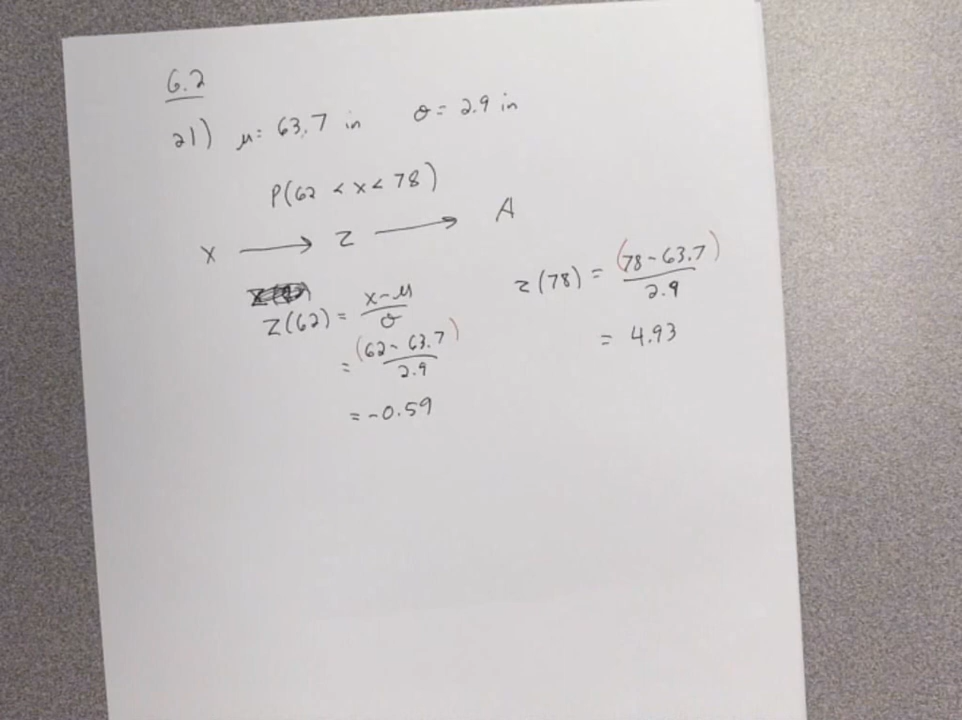 6.2
21) μ= 63.7 in σ= 2.9 in
P(62 < x < 78)
X → Z → A
z(62) = x-μ/σ
= (62 - 63.7)/2.9
= -0.59
z(78) = (78-63.7)/2.9
= 4.93